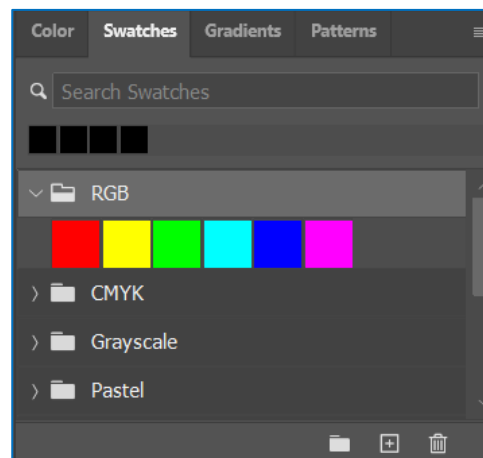 Color Swatches Gradients Patterns
Search Swatches
RGB
CMYK
Grayscale
Pastel